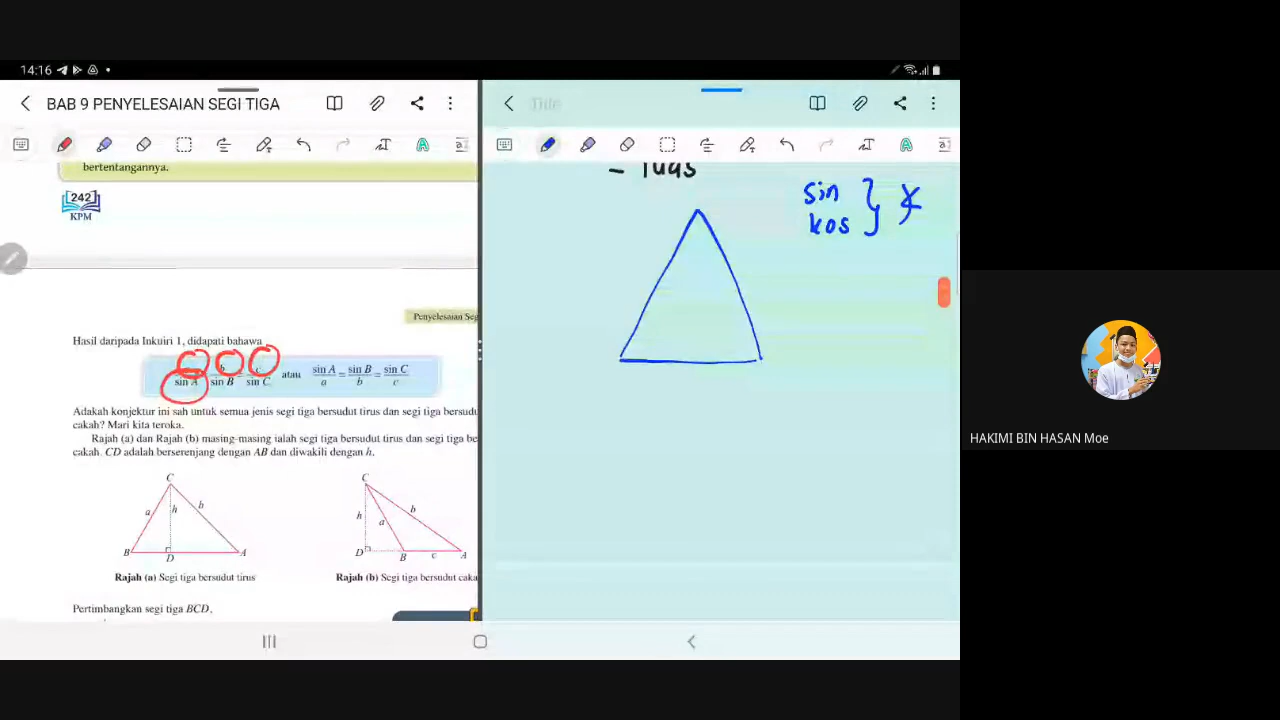 14:16
BAB 9 PENYELESAIAN SEGI TIGA
Title
bertentangannya.
242
KPM
Penyelesaian Seg
Hasil daripada Inkuiri 1, didapati bahawa
sin A sin B sin C atau sin A / a = sin B / b = sin C / c
Adakah konjektur ini sah untuk semua jenis segi tiga bersudut tirus dan segi tiga bersudu
cakah? Mari kita teroka.
Rajah (a) dan Rajah (b) masing-masing ialah segi tiga bersudut tirus dan segi tiga be
cakah. CD adalah berserenjang dengan AB dan diwakili dengan h.
C
a h b
B D A
Rajah (a) Segi tiga bersudut tirus
C
h a b
D B c A
Rajah (b) Segi tiga bersudut caka
Pertimbangkan segi tiga BCD,
– luas
sin
kos
HAKIMI BIN HASAN Moe